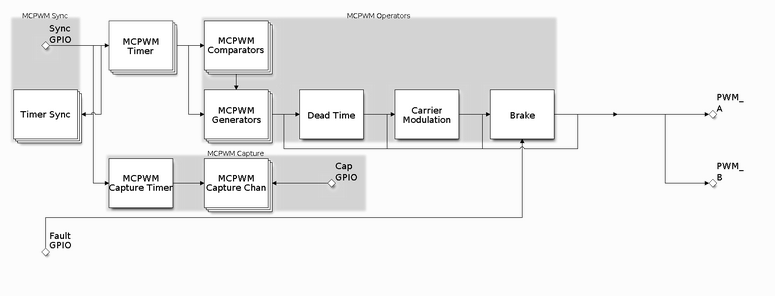 MCPWM Sync
MCPWM Operators
Sync
GPIO
MCPWM
Timer
MCPWM
Comparators
Timer Sync
MCPWM
Generators
Dead Time
Carrier
Modulation
Brake
PWM_
A
MCPWM Capture
MCPWM
Capture Timer
MCPWM
Capture Chan
Cap
GPIO
PWM_
B
Fault
GPIO